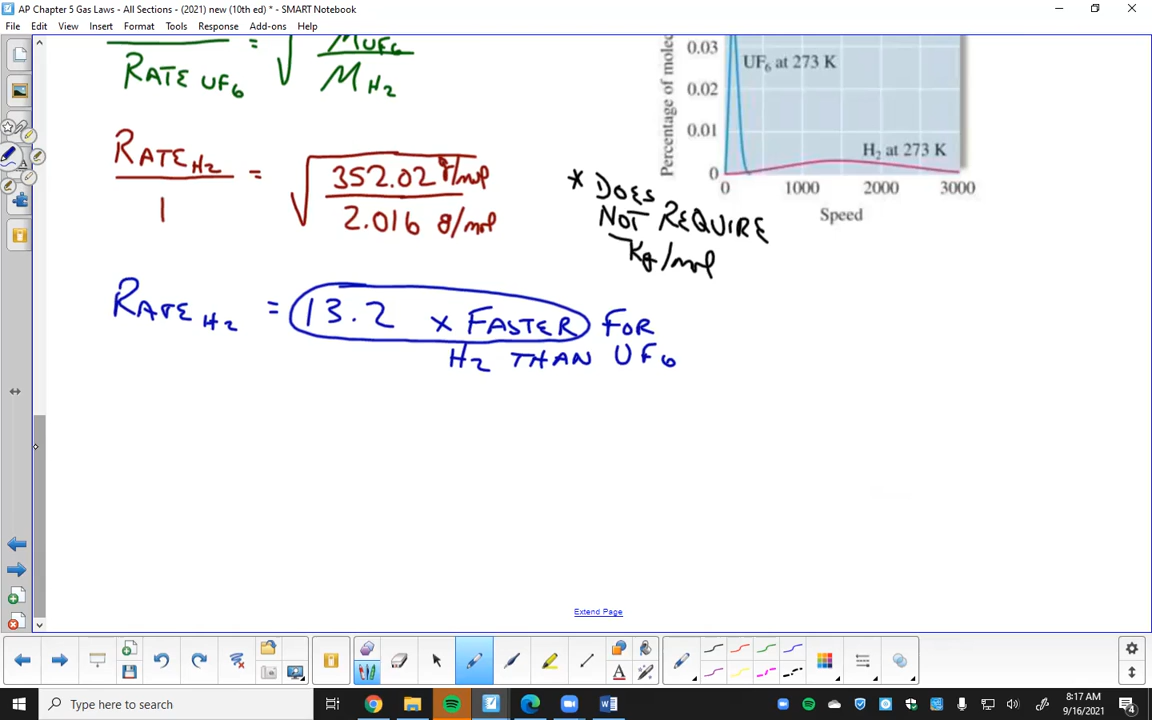 AP Chapter 5 Gas Laws - All Sections - (2021) new (10th ed) * - SMART Notebook
File Edit View Insert Format Tools Response Add-ons Help
RATE UF6 = √ MUF6
MH2
RATE H2 = √ 352.02 g/mol
1 2.016 g/mol
* DOES
NOT REQUIRE
kg/mol
RATE H2 = 13.2 x FASTER FOR
H2 THAN UF6
Percentage of molec
0.03
0.02
0.01
0
UF6 at 273 K
H2 at 273 K
0 1000 2000 3000
Speed
Extend Page
A
Type here to search
8:17 AM
9/16/2021
4